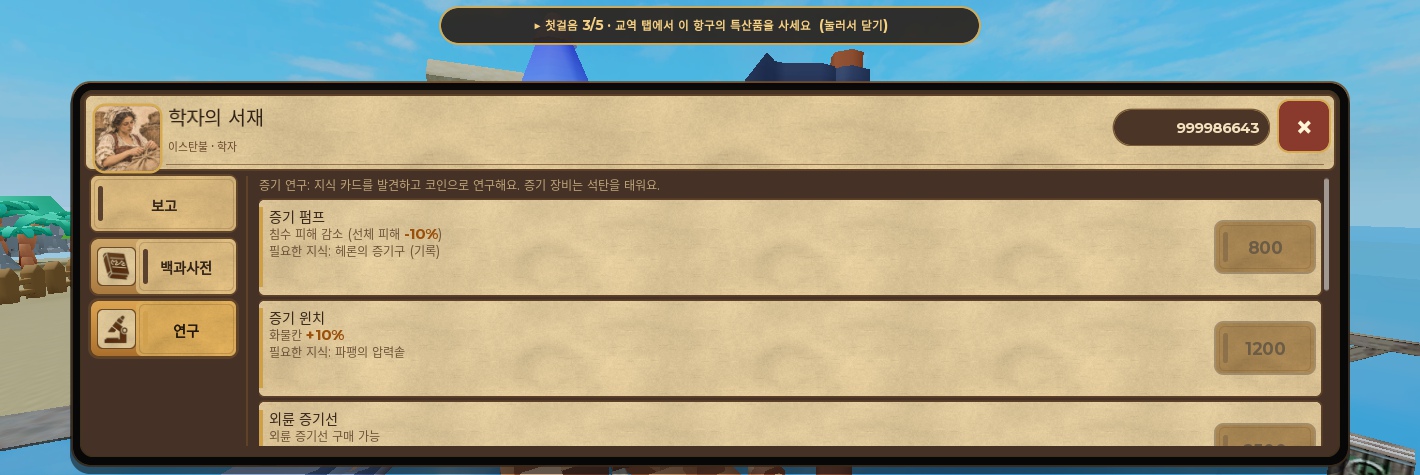 ▸ 첫걸음 3/5 · 교역 탭에서 이 항구의 특산품을 사세요 (눌러서 닫기)
학자의 서재
이스탄불 · 학자
999986643
×
보고
백과사전
연구
증기 연구: 지식 카드를 발견하고 코인으로 연구해요. 증기 장비는 석탄을 태워요.
증기 펌프
침수 피해 감소 (선체 피해 -10%)
필요한 지식: 헤론의 증기구 (기록)
800
증기 윈치
화물칸 +10%
필요한 지식: 파팽의 압력솥
1200
외륜 증기선
외륜 증기선 구매 가능